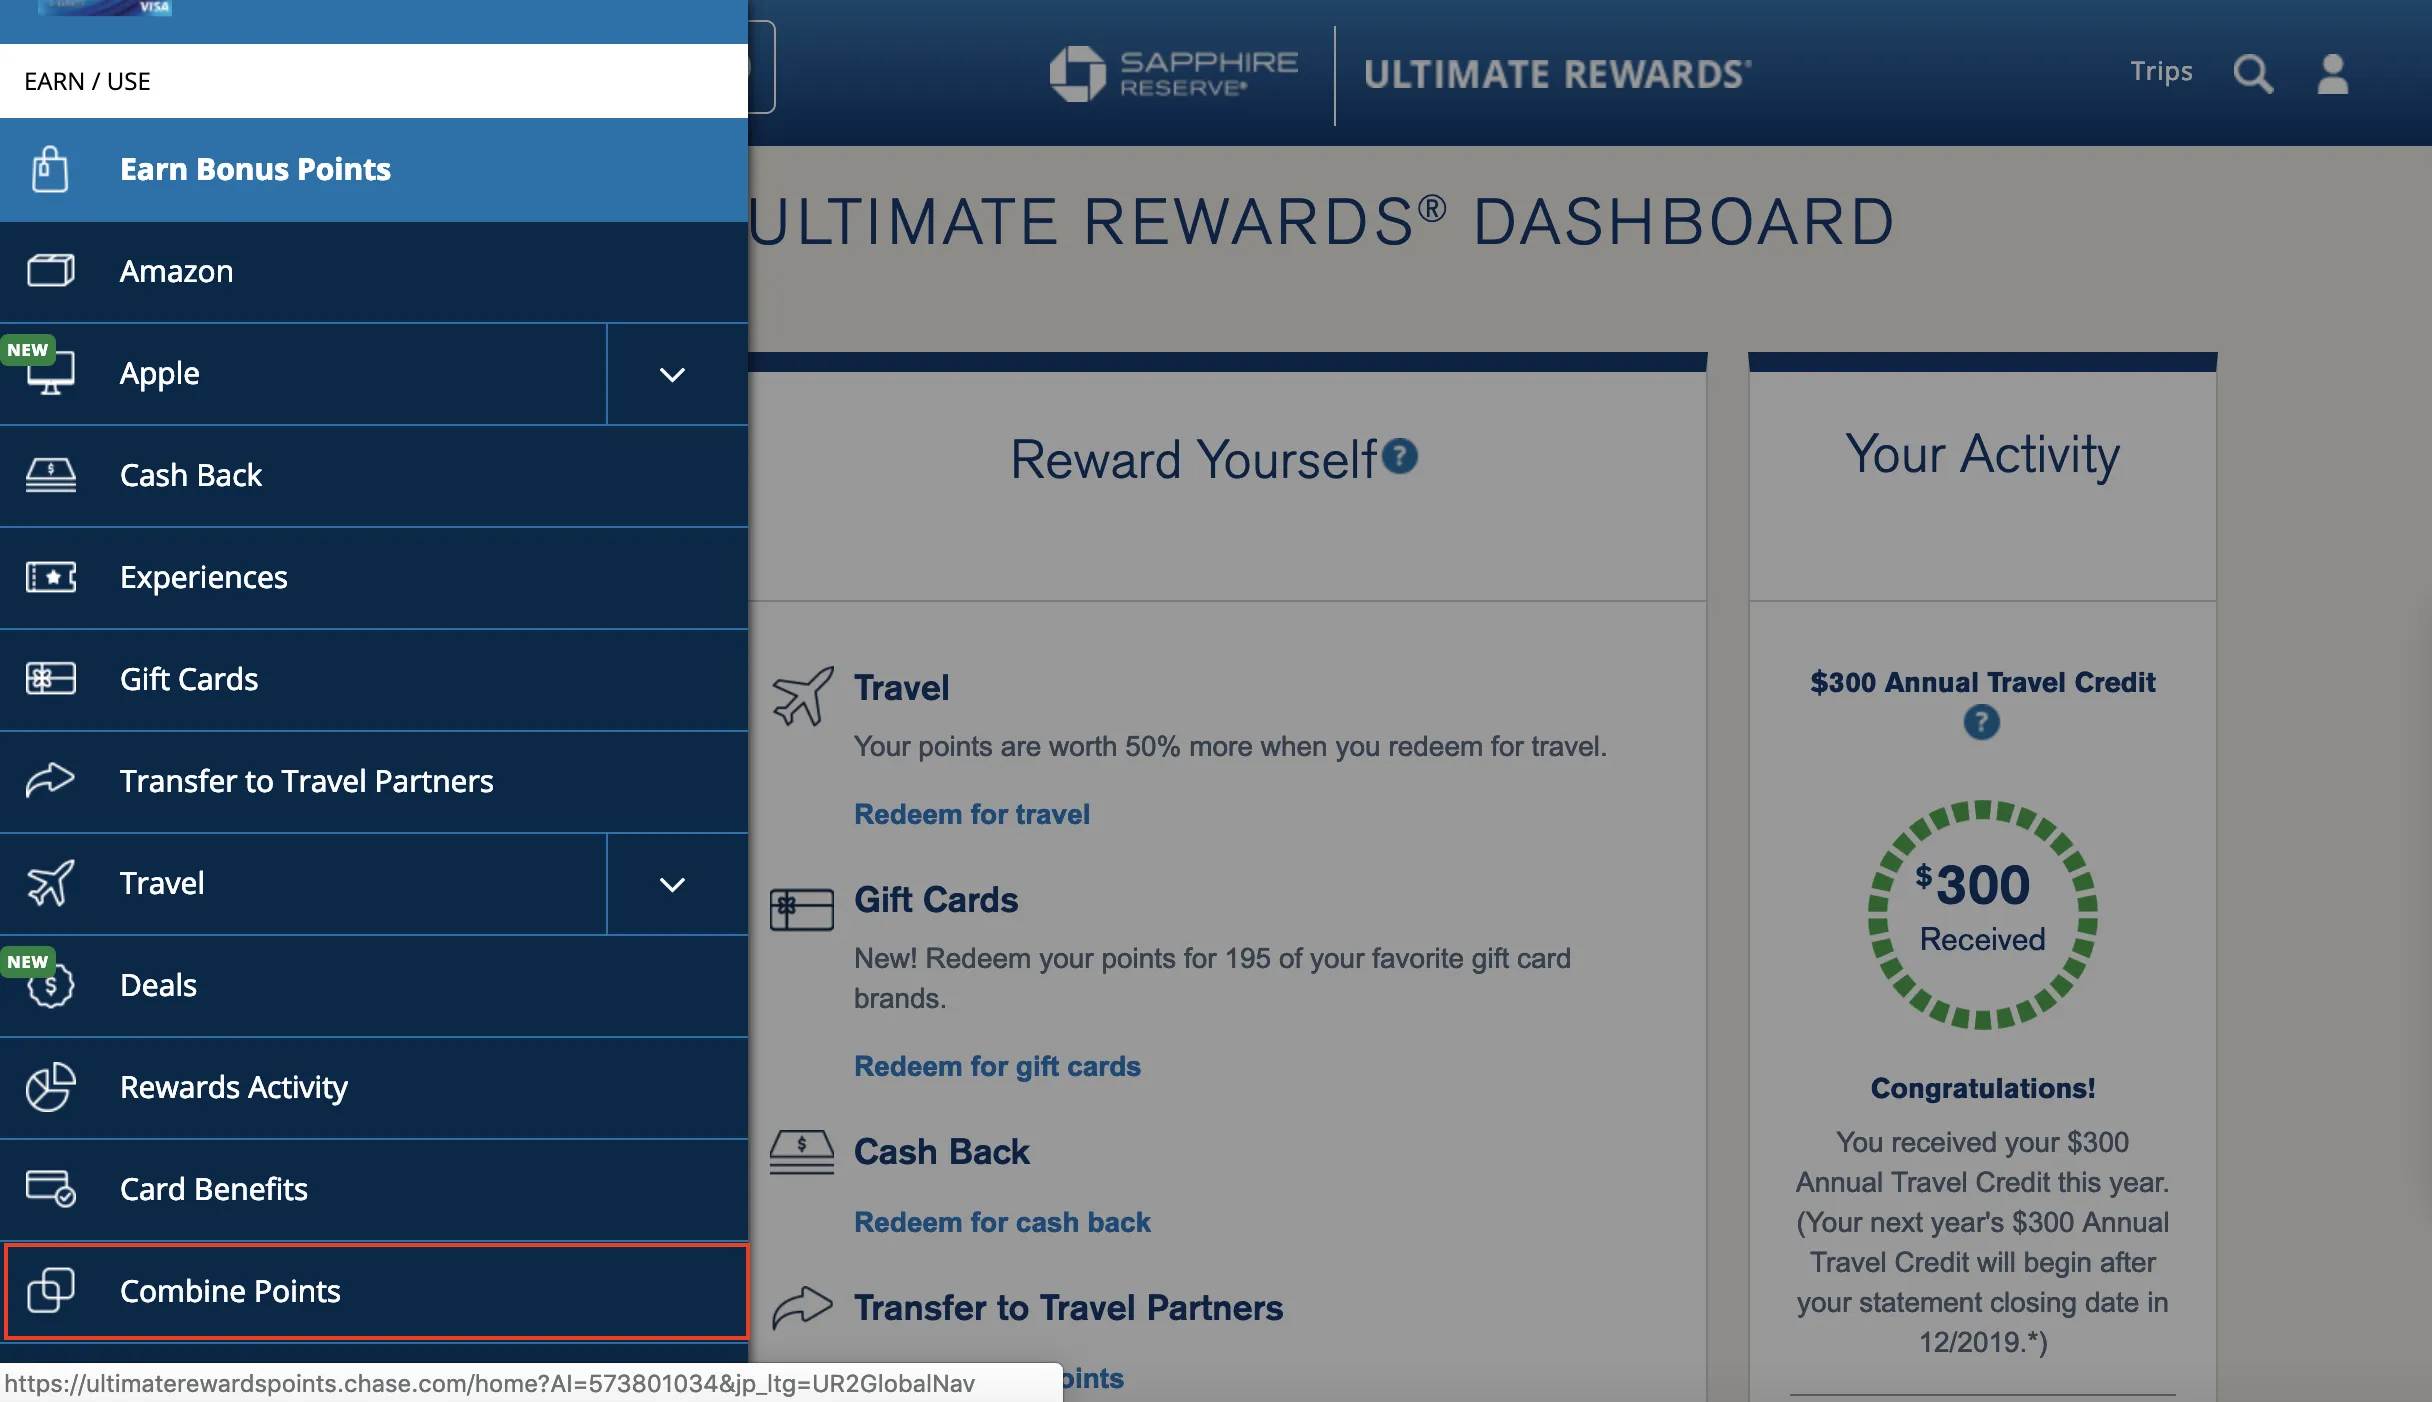 VISA
EARN / USE
Earn Bonus Points
Amazon
NEW
Apple
Cash Back
Experiences
Gift Cards
Transfer to Travel Partners
Travel
NEW
Deals
Rewards Activity
Card Benefits
Combine Points
https://ultimaterewardspoints.chase.com/home?AI=573801034&jp_ltg=UR2GlobalNav
SAPPHIRE
RESERVE®
ULTIMATE REWARDS®
Trips
ULTIMATE REWARDS® DASHBOARD
Reward Yourself?
Travel
Your points are worth 50% more when you redeem for travel.
Redeem for travel
Gift Cards
New! Redeem your points for 195 of your favorite gift card
brands.
Redeem for gift cards
Cash Back
Redeem for cash back
Transfer to Travel Partners
Your Activity
$300 Annual Travel Credit
?
$300
Received
Congratulations!
You received your $300
Annual Travel Credit this year.
(Your next year's $300 Annual
Travel Credit will begin after
your statement closing date in
12/2019.*)